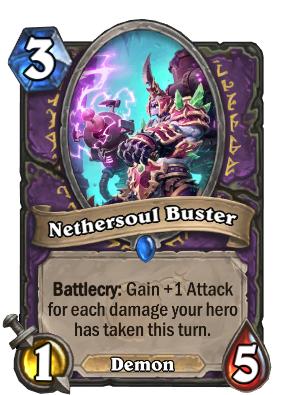 3
Nethersoul Buster
Battlecry: Gain +1 Attack
for each damage your hero
has taken this turn.
1
Demon
5